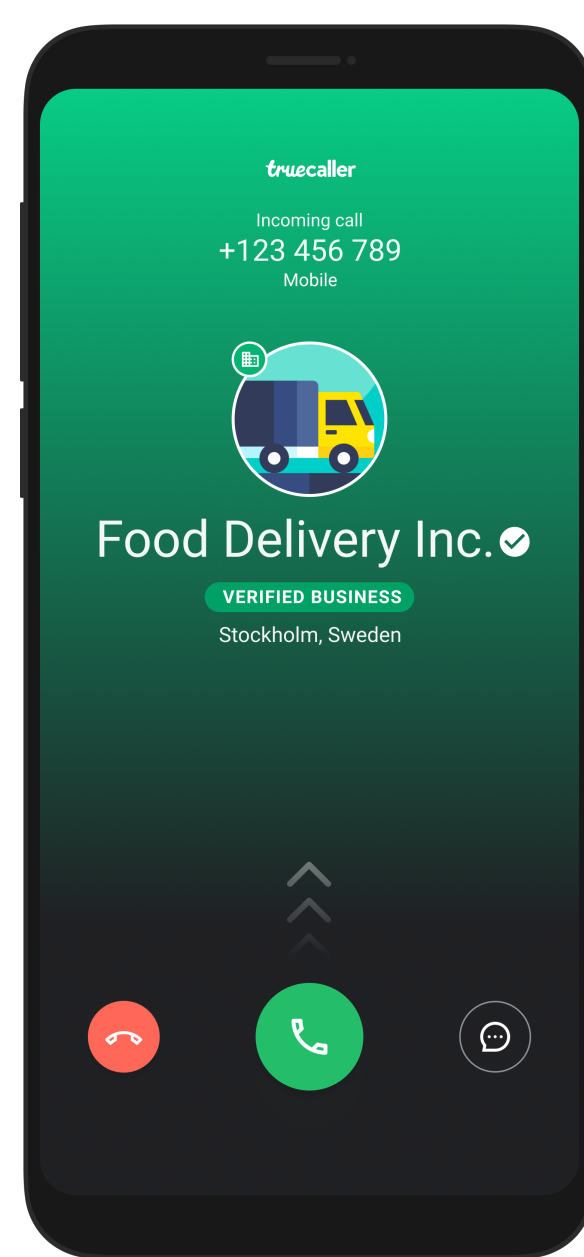 truecaller
Incoming call
+123 456 789
Mobile
Food Delivery Inc.
VERIFIED BUSINESS
Stockholm, Sweden